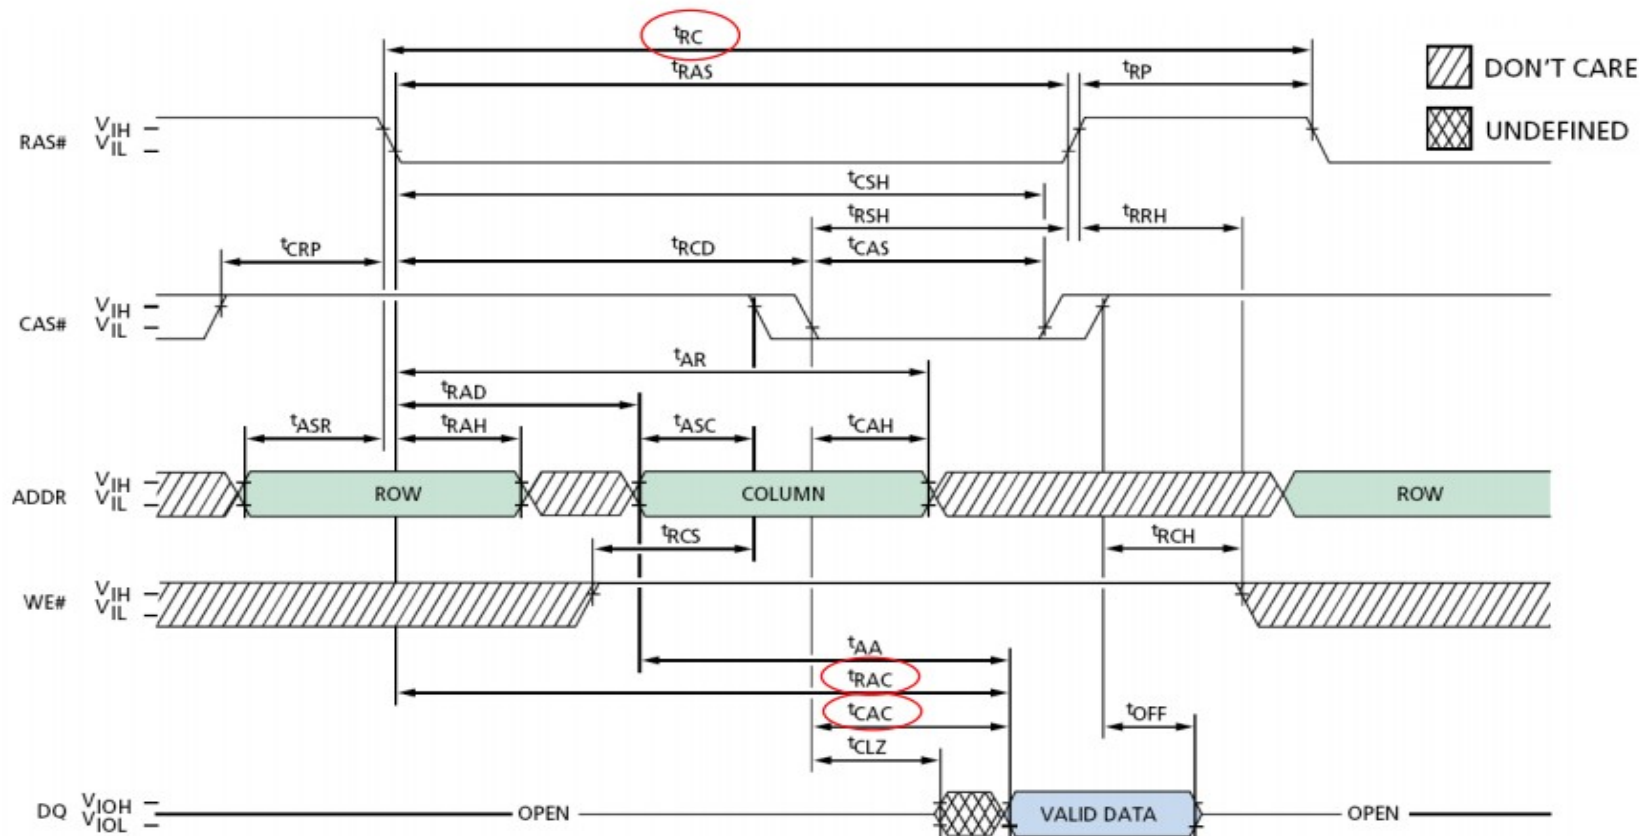 tRC
tRAS
tRP
DON'T CARE
UNDEFINED
RAS#
VIH
VIL
tCSH
tRSH
tRRH
tCRP
tRCD
tCAS
CAS#
VIH
VIL
tAR
tRAD
tASR
tRAH
tASC
tCAH
ADDR
VIH
VIL
ROW
COLUMN
ROW
tRCS
tRCH
WE#
VIH
VIL
tAA
tRAC
tCAC
tOFF
tCLZ
DQ
VIOH
VIOL
OPEN
VALID DATA
OPEN